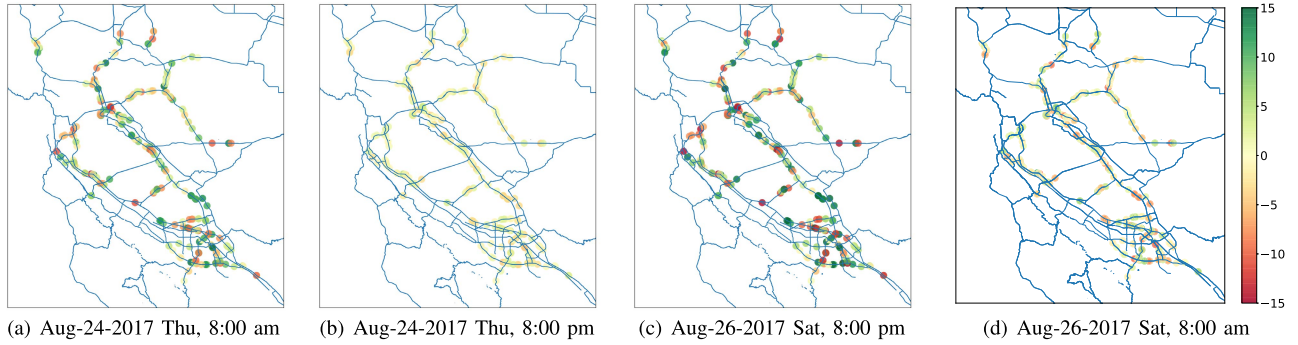 15
10
5
0
−5
−10
−15
(a) Aug-24-2017 Thu, 8:00 am
(b) Aug-24-2017 Thu, 8:00 pm
(c) Aug-26-2017 Sat, 8:00 pm
(d) Aug-26-2017 Sat, 8:00 am